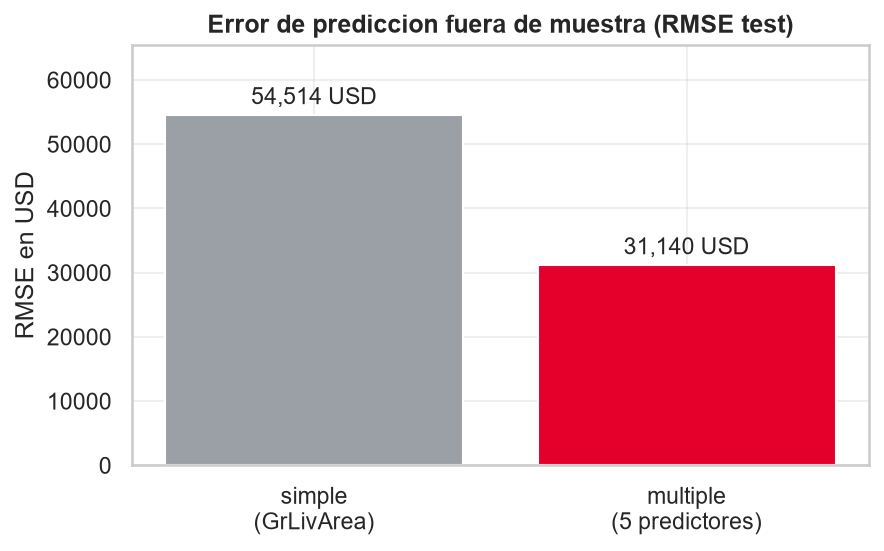 Error de prediccion fuera de muestra (RMSE test)
RMSE en USD
60000
50000
40000
30000
20000
10000
0
54,514 USD
31,140 USD
simple
(GrLivArea)
multiple
(5 predictores)